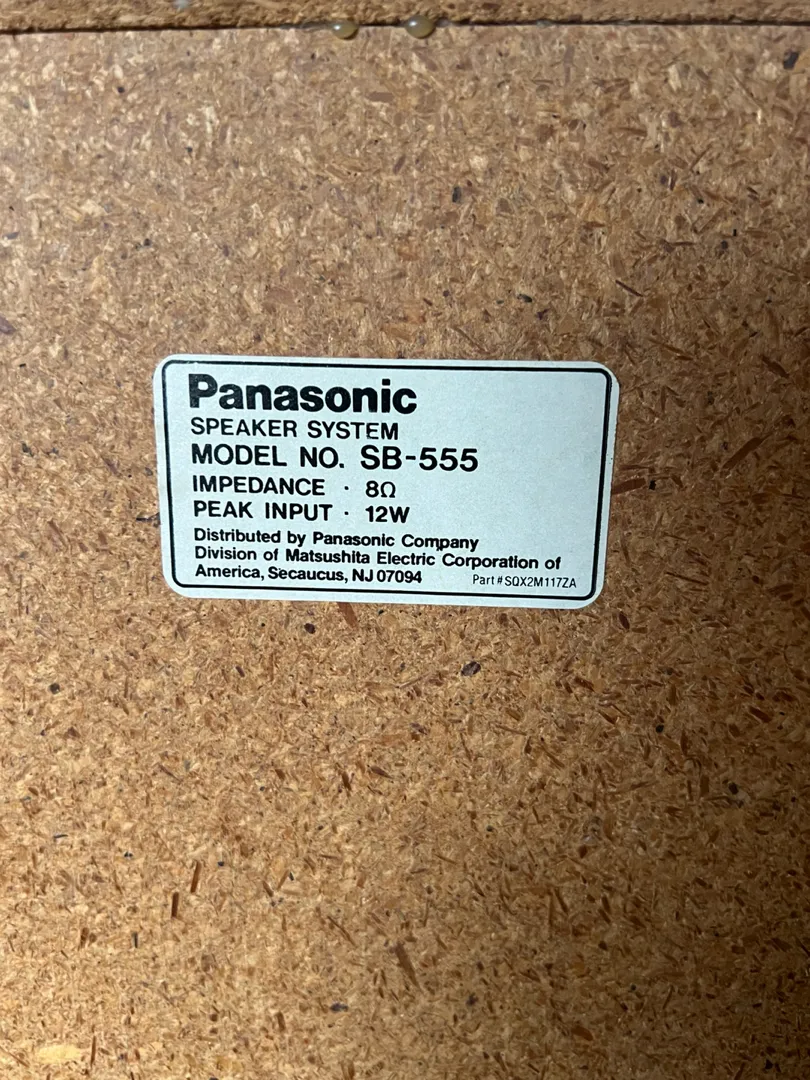 Panasonic
SPEAKER SYSTEM
MODEL NO. SB-555
IMPEDANCE · 8Ω
PEAK INPUT · 12W
Distributed by Panasonic Company
Division of Matsushita Electric Corporation of
America, Secaucus, NJ 07094 Part # SQX2M117ZA